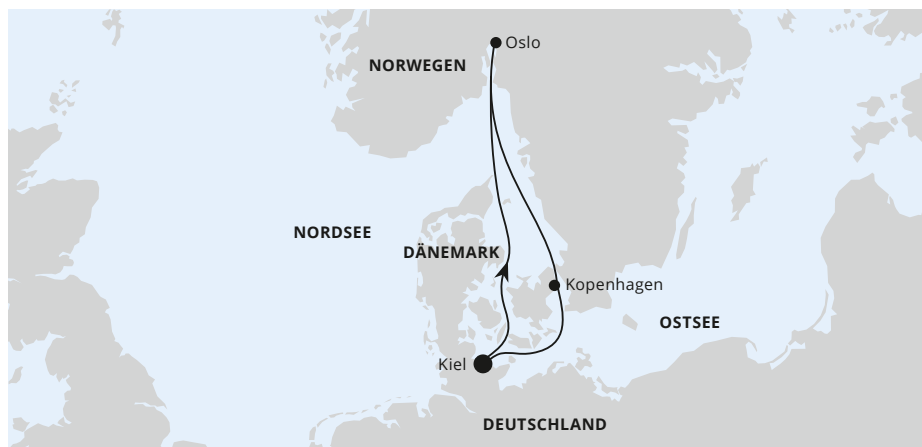 Oslo
NORWEGEN
NORDSEE
DÄNEMARK
Kopenhagen
OSTSEE
Kiel
DEUTSCHLAND